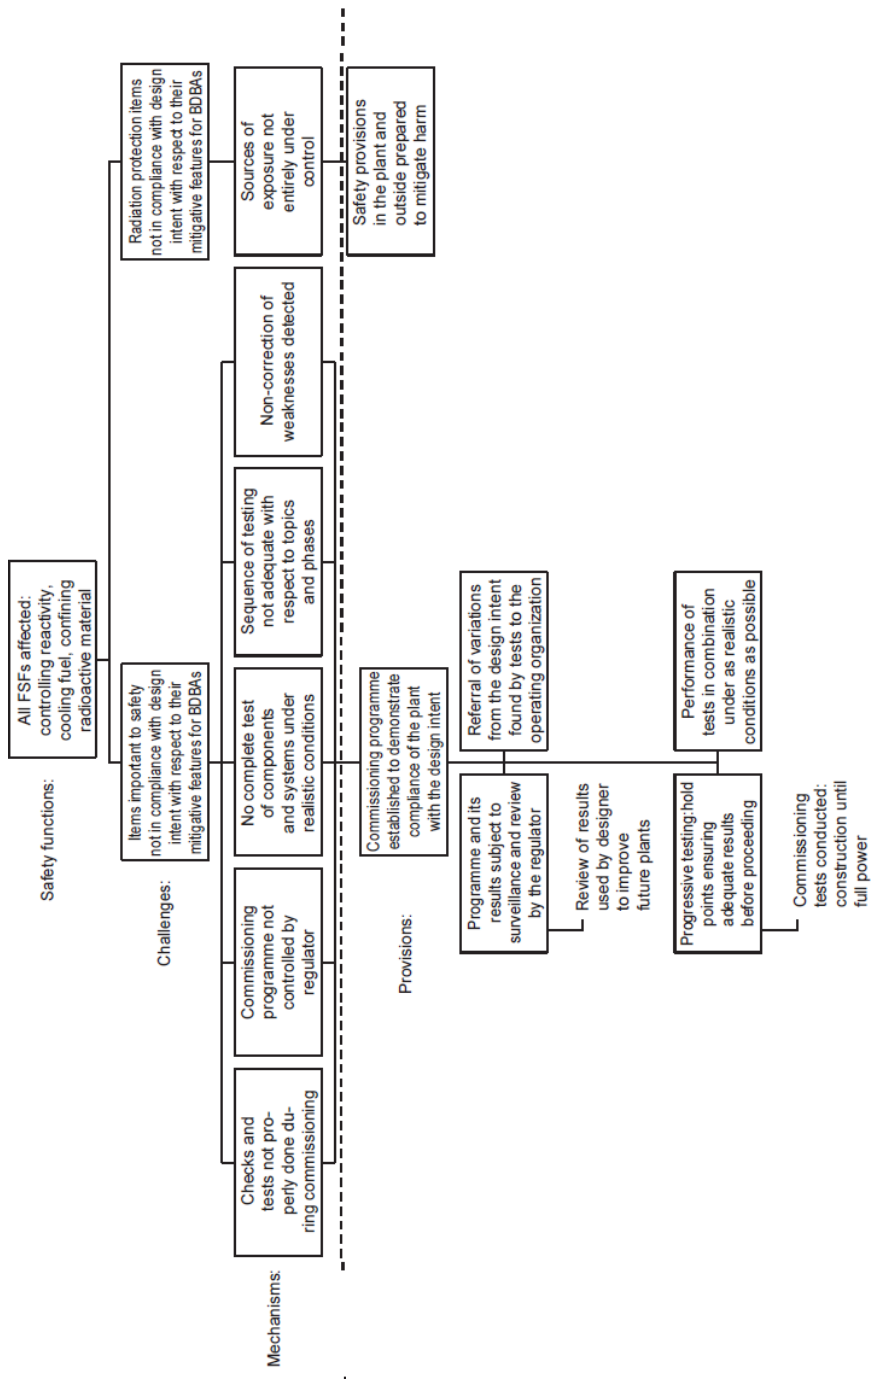 Safety functions:
All FSFs affected:
controlling reactivity,
cooling fuel, confining
radioactive material
Challenges:
Items important to safety
not in compliance with design
intent with respect to their
mitigative features for BDBAs
Radiation protection items
not in compliance with design
intent with respect to their
mitigative features for BDBAs
Mechanisms:
Checks and
tests not pro-
perly done du-
ring commissioning
Commissioning
programme not
controlled by
regulator
No complete test
of components
and systems under
realistic conditions
Sequence of testing
not adequate with
respect to topics
and phases
Non-correction of
weaknesses detected
Sources of
exposure not
entirely under
control
Provisions:
Commissioning programme
established to demonstrate
compliance of the plant
with the design intent
Safety provisions
in the plant and
outside prepared
to mitigate harm
Programme and its
results subject to
surveillance and review
by the regulator
Referral of variations
from the design intent
found by tests to the
operating organization
Review of results
used by designer
to improve
future plants
Progressive testing:hold
points ensuring
adequate results
before proceeding
Performance of
tests in combination
under as realistic
conditions as possible
Commissioning
tests conducted:
construction until
full power